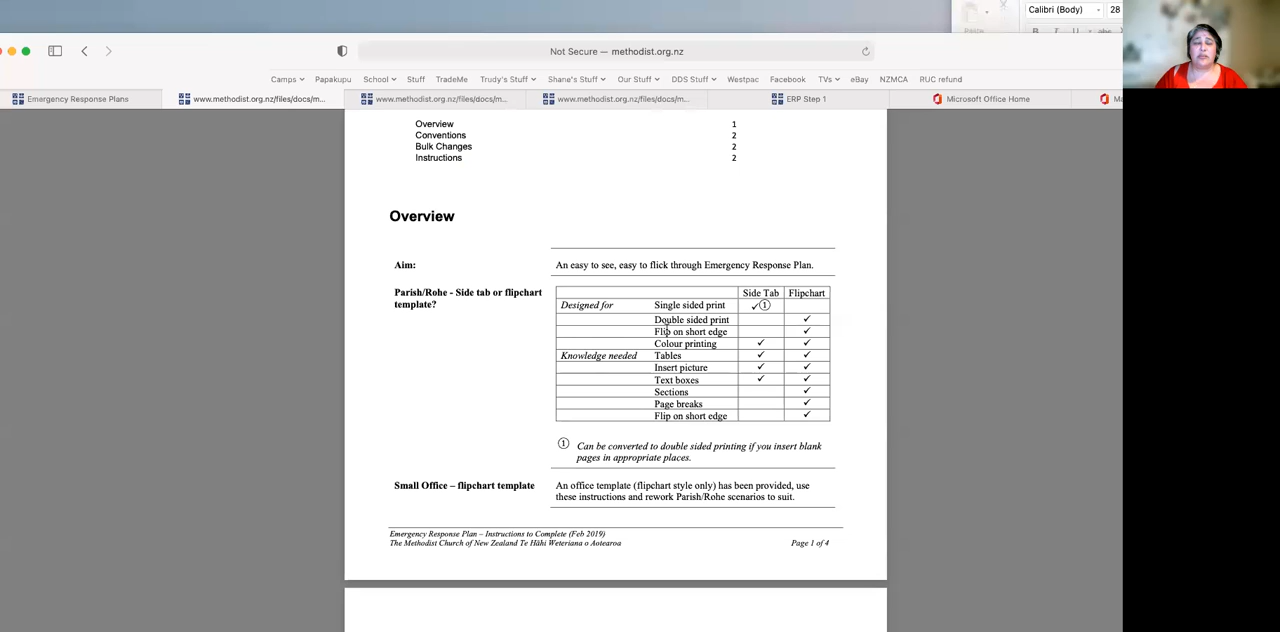 Calibri (Body) 28
Paste
B I U abc
Not Secure — methodist.org.nz
Camps Papakupu School Stuff TradeMe Trudy's Stuff Shane's Stuff Our Stuff DDS Stuff Westpac Facebook TVs eBay NZMCA RUC refund
Emergency Response Plans www.methodist.org.nz/files/docs/m... www.methodist.org.nz/files/docs/m... www.methodist.org.nz/files/docs/m... ERP Step 1 Microsoft Office Home
Overview 1
Conventions 2
Bulk Changes 2
Instructions 2
Overview
Aim: An easy to see, easy to flick through Emergency Response Plan.
Parish/Rohe - Side tab or flipchart
template?
Side Tab Flipchart
Designed for Single sided print ✓①
Double sided print ✓
Flip on short edge ✓
Colour printing ✓ ✓
Knowledge needed Tables ✓ ✓
Insert picture ✓ ✓
Text boxes ✓ ✓
Sections ✓
Page breaks ✓
Flip on short edge ✓
① Can be converted to double sided printing if you insert blank
pages in appropriate places.
Small Office – flipchart template An office template (flipchart style only) has been provided, use
these instructions and rework Parish/Rohe scenarios to suit.
Emergency Response Plan – Instructions to Complete (Feb 2019)
The Methodist Church of New Zealand Te Hāhi Weteriana o Aotearoa Page 1 of 4